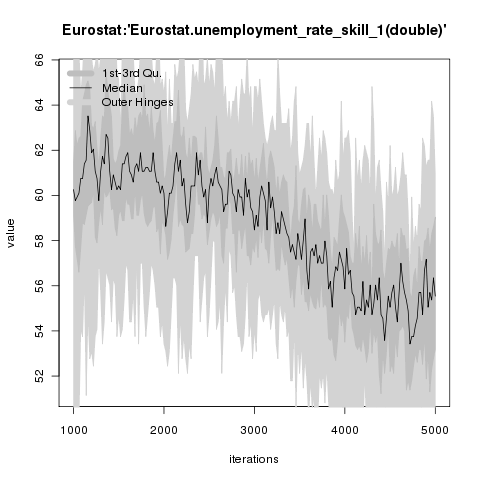 Eurostat:'Eurostat.unemployment_rate_skill_1(double)'
1st-3rd Qu.
Median
Outer Hinges
66
64
62
60
58
56
54
52
value
1000 2000 3000 4000 5000
iterations